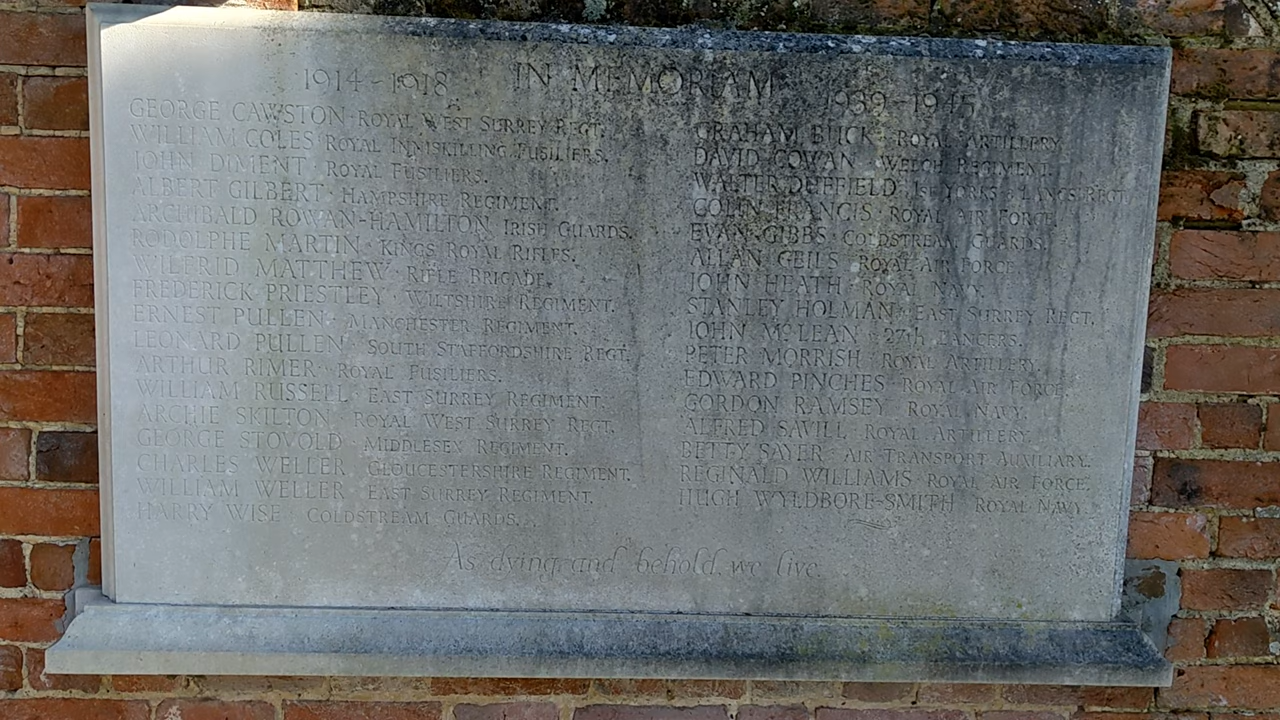 IN MEMORIAM
1914-1918
GEORGE CAWSTON · ROYAL WEST SURREY REGT.
WILLIAM COLES · ROYAL INNISKILLING FUSILIERS.
JOHN DIMENT · ROYAL FUSILIERS.
ALBERT GILBERT · HAMPSHIRE REGIMENT.
ARCHIBALD ROWAN-HAMILTON · IRISH GUARDS.
RODOLPHE MARTIN · KINGS ROYAL RIFLES.
WILFRID MATTHEW · RIFLE BRIGADE.
FREDERICK PRIESTLEY · WILTSHIRE REGIMENT.
ERNEST PULLEN · MANCHESTER REGIMENT.
LEONARD PULLEN · SOUTH STAFFORDSHIRE REGT.
ARTHUR RIMER · ROYAL FUSILIERS.
WILLIAM RUSSELL · EAST SURREY REGIMENT.
ARCHIE SKILTON · ROYAL WEST SURREY REGT.
GEORGE STOVOLD · MIDDLESEX REGIMENT.
CHARLES WELLER · GLOUCESTERSHIRE REGIMENT.
WILLIAM WELLER · EAST SURREY REGIMENT.
HARRY WISE · COLDSTREAM GUARDS.
1939-1945
GRAHAM BUCK · ROYAL ARTILLERY.
DAVID COWAN · WELCH REGIMENT.
WALTER DUFFIELD · 1ST YORKS & LANCS REGT.
COLIN FRANCIS · ROYAL AIR FORCE.
EVAN GIBBS · COLDSTREAM GUARDS.
ALLAN GEILS · ROYAL AIR FORCE.
JOHN HEATH · ROYAL NAVY.
STANLEY HOLMAN · EAST SURREY REGT.
JOHN McLEAN · 27th LANCERS.
PETER MORRISH · ROYAL ARTILLERY.
EDWARD PINCHES · ROYAL AIR FORCE.
GORDON RAMSEY · ROYAL NAVY.
ALFRED SAVILL · ROYAL ARTILLERY.
BETTY SAYER · AIR TRANSPORT AUXILIARY.
REGINALD WILLIAMS · ROYAL AIR FORCE.
HUGH WYLDBORE-SMITH · ROYAL NAVY.
As dying, and behold, we live.